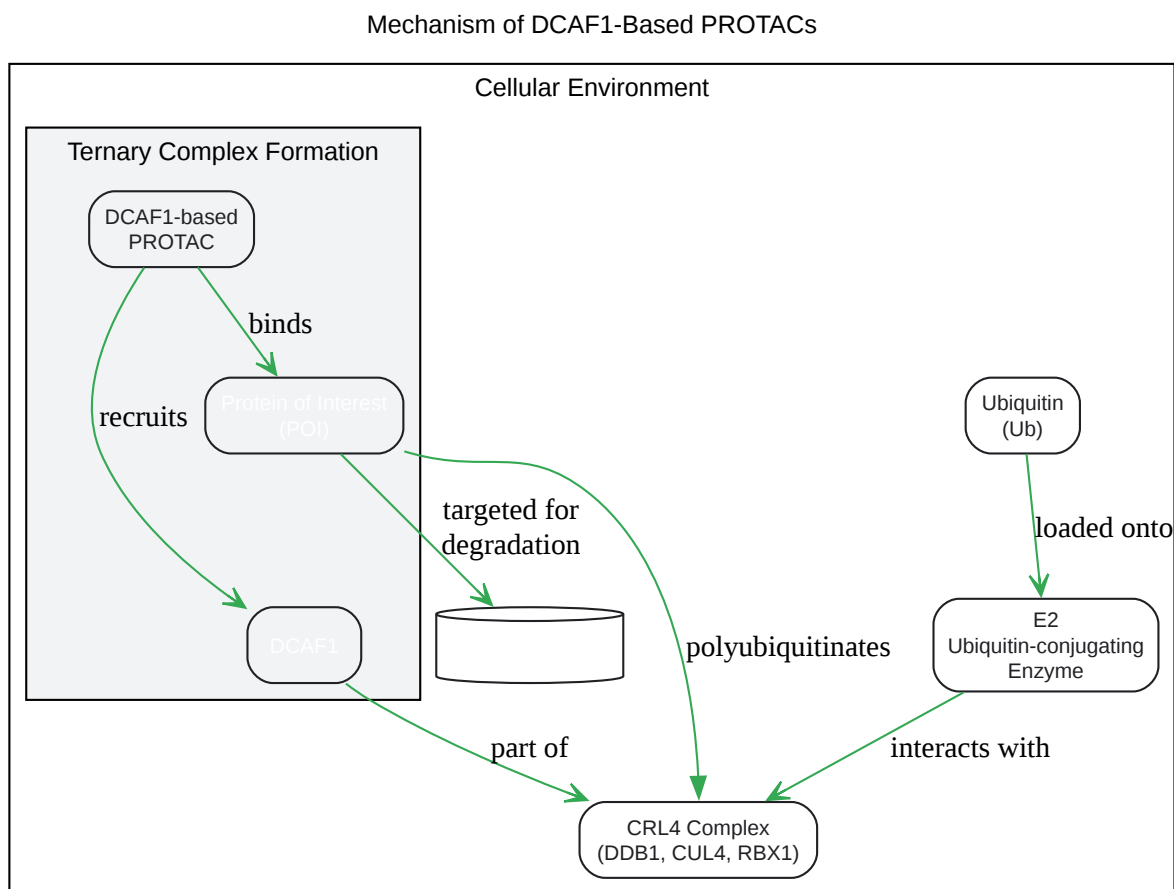 Mechanism of DCAF1-Based PROTACs
Cellular Environment
Ternary Complex Formation
DCAF1-based
PROTAC
binds
Protein of Interest
(POI)
recruits
Ubiquitin
(Ub)
targeted for
degradation
loaded onto
DCAF1
polyubiquitinates
E2
Ubiquitin-conjugating
Enzyme
part of
interacts with
CRL4 Complex
(DDB1, CUL4, RBX1)